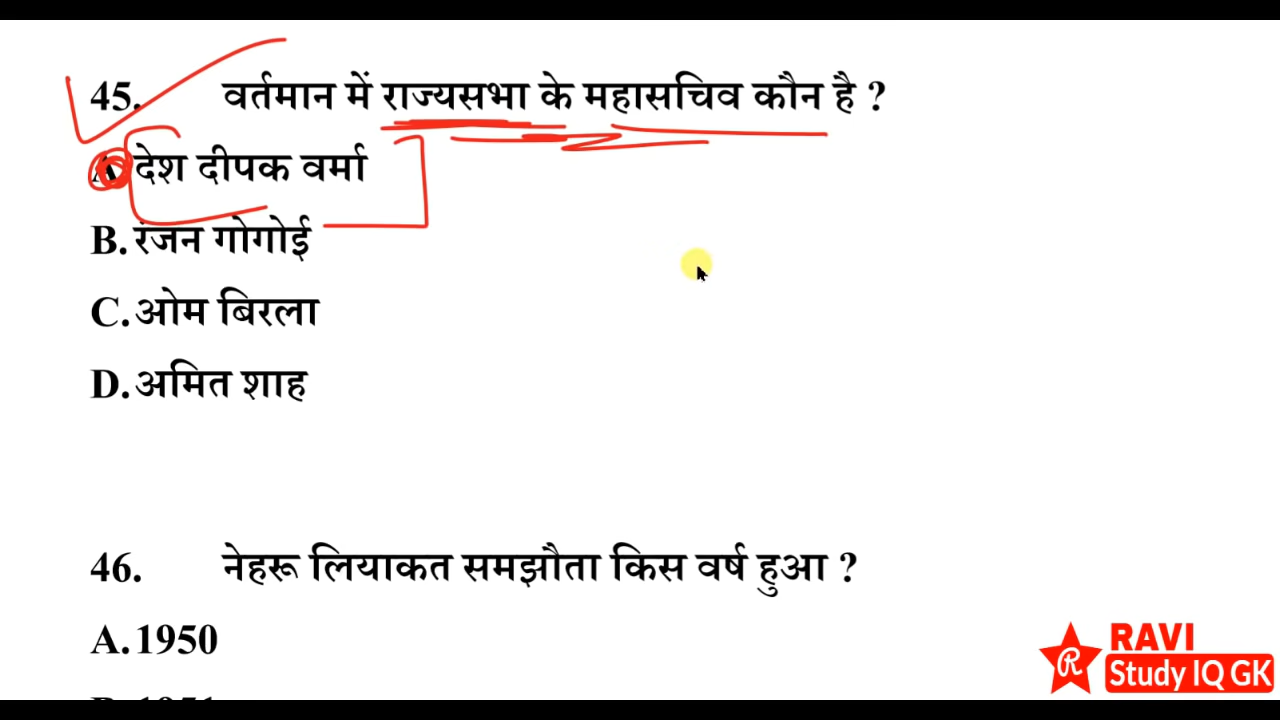 45. वर्तमान में राज्यसभा के महासचिव कौन है ?
A. देश दीपक वर्मा
B. रंजन गोगोई
C. ओम बिरला
D. अमित शाह
46. नेहरू लियाकत समझौता किस वर्ष हुआ ?
A. 1950
B. 1951
RAVI
R
Study IQ GK